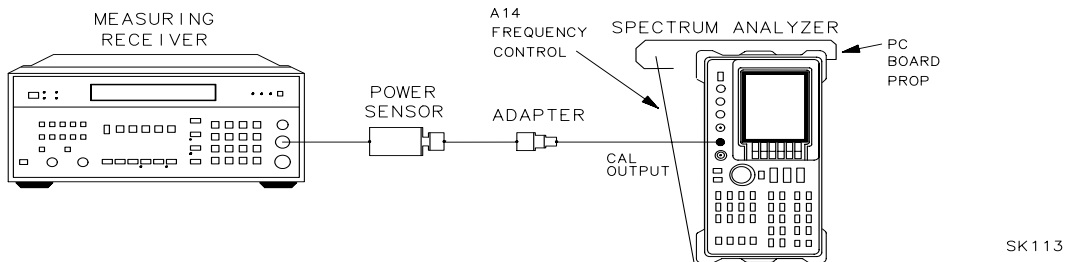 MEASURING
RECEIVER
POWER
SENSOR
ADAPTER
A14
FREQUENCY
CONTROL
SPECTRUM ANALYZER
PC
BOARD
PROP
CAL
OUTPUT
SK113